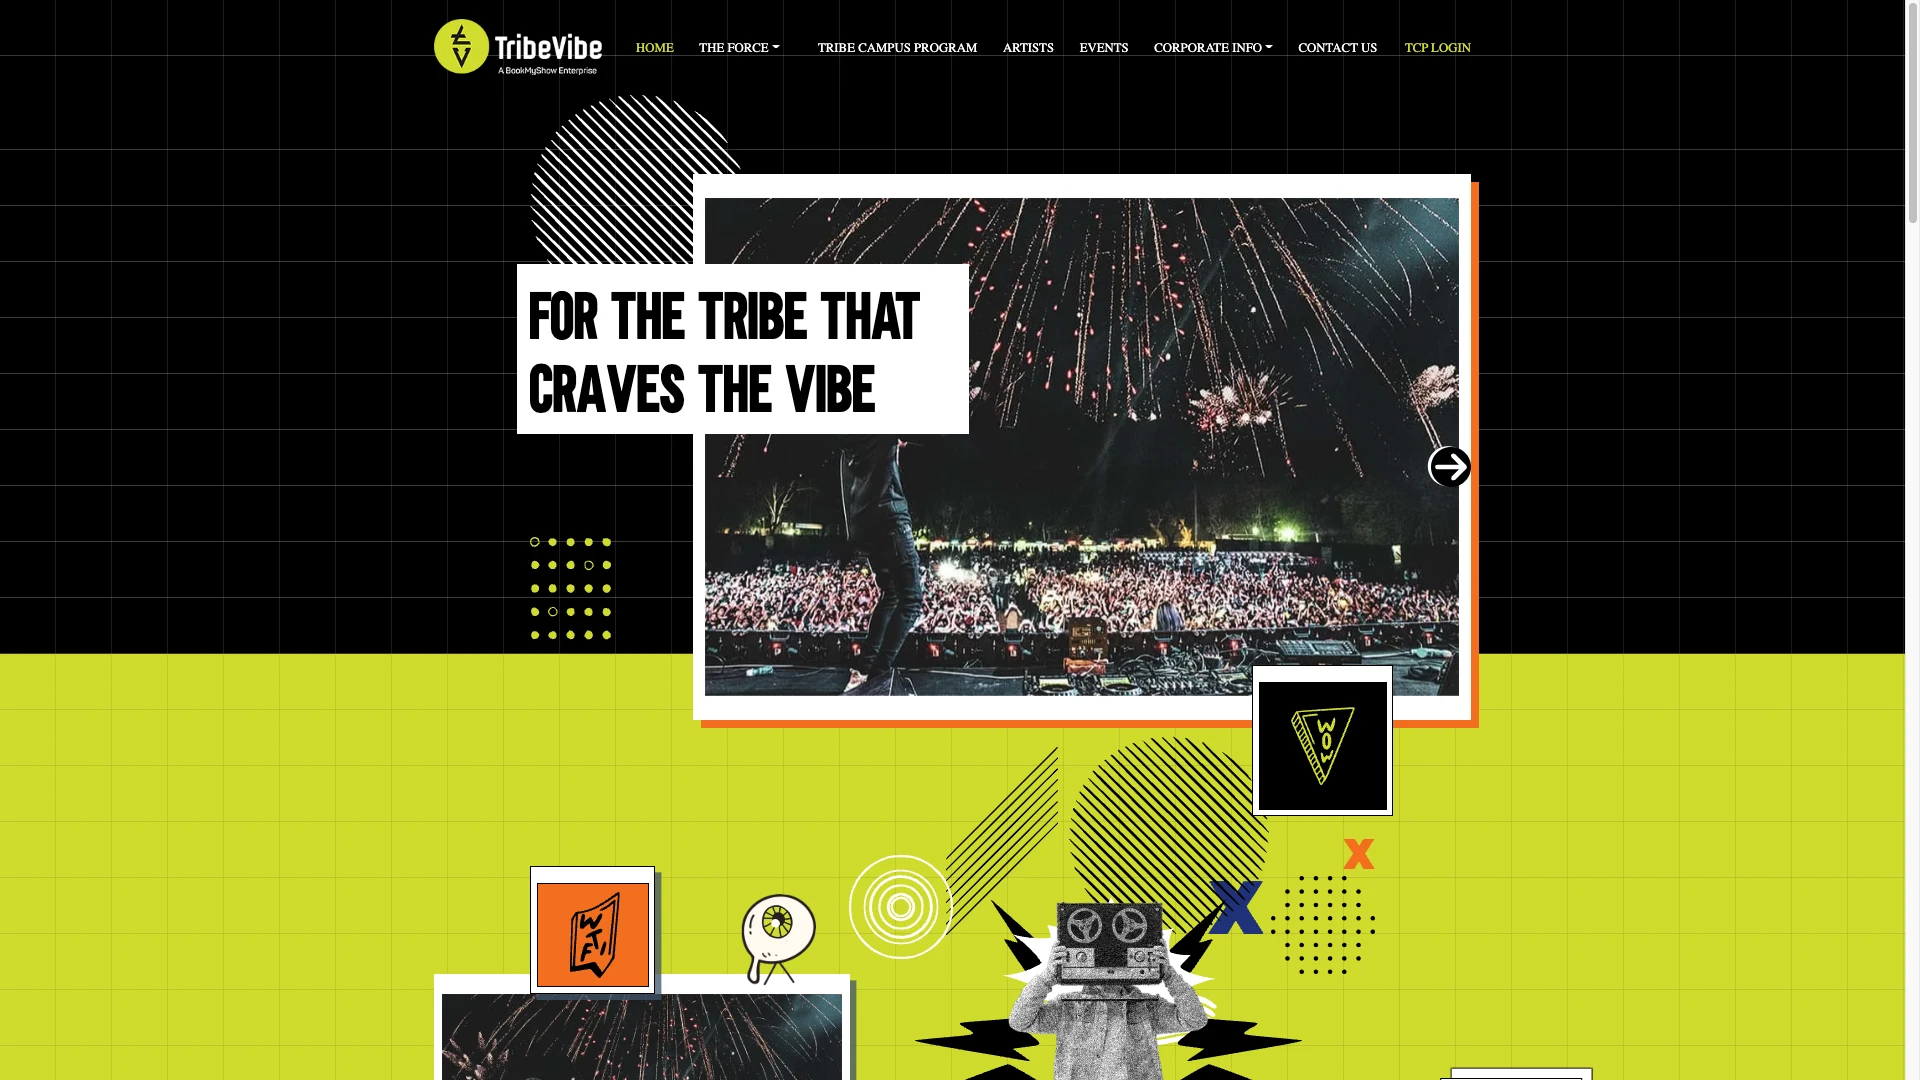 TribeVibe
A BookMyShow Enterprise
HOME
THE FORCE
TRIBE CAMPUS PROGRAM
ARTISTS
EVENTS
CORPORATE INFO
CONTACT US
TCP LOGIN
FOR THE TRIBE THAT
CRAVES THE VIBE
WOW
X
X
WTF!